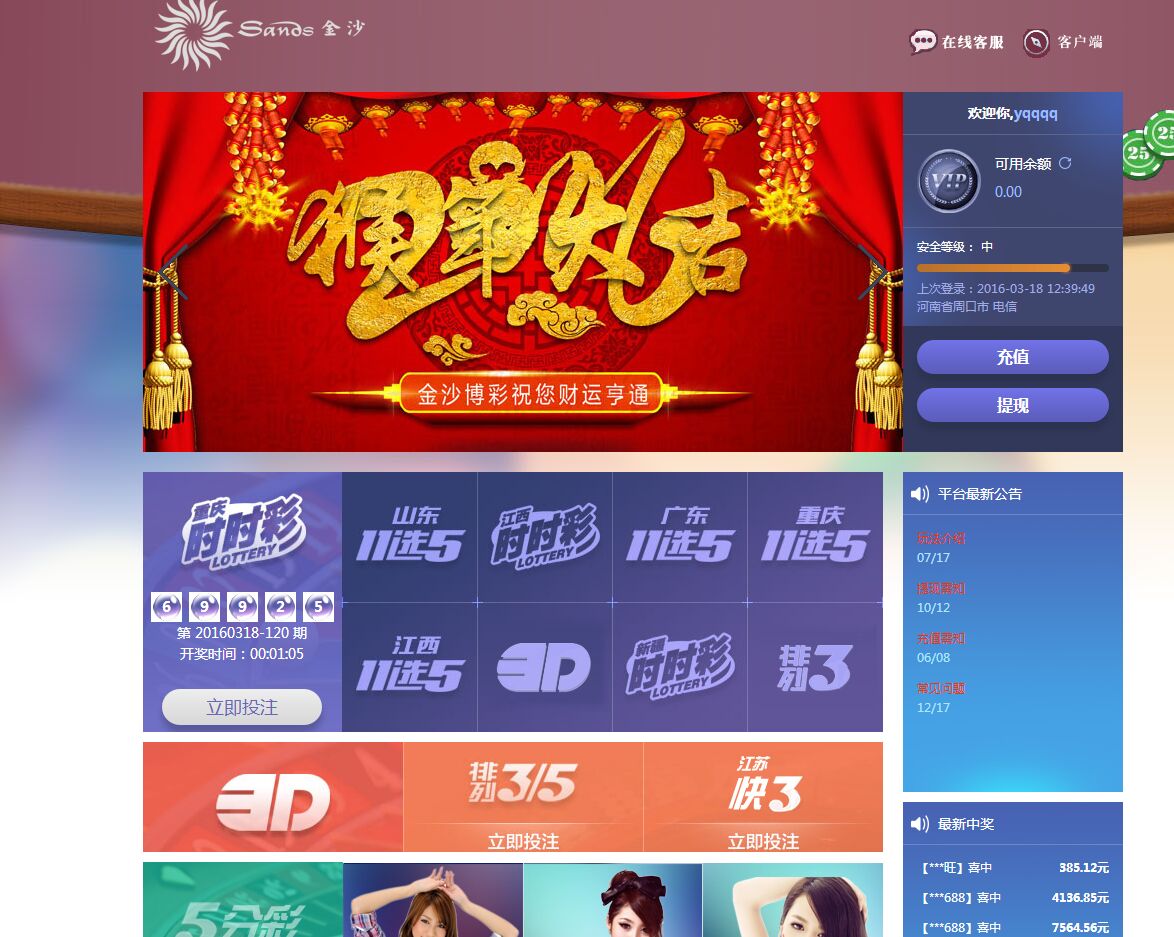 Sands 金沙
在线客服
客户端
猴年大吉
金沙博彩祝您财运亨通
欢迎你,yqqqq
VIP
可用余额
0.00
安全等级： 中
上次登录：2016-03-18 12:39:49
河南省周口市 电信
充值
提现
25
25
重庆
时时彩
LOTTERY
6 9 9 2 5
第 20160318-120 期
开奖时间：00:01:05
立即投注
山东
11选5
江西
时时彩
LOTTERY
广东
11选5
重庆
11选5
江西
11选5
3D
新疆
时时彩
LOTTERY
排列3
平台最新公告
玩法介绍
07/17
提现需知
10/12
充值需知
06/08
常见问题
12/17
3D
排列3/5
立即投注
江苏
快3
立即投注
最新中奖
【***旺】喜中 385.12元
【***688】喜中 4136.85元
【***688】喜中 7564.56元
5分彩